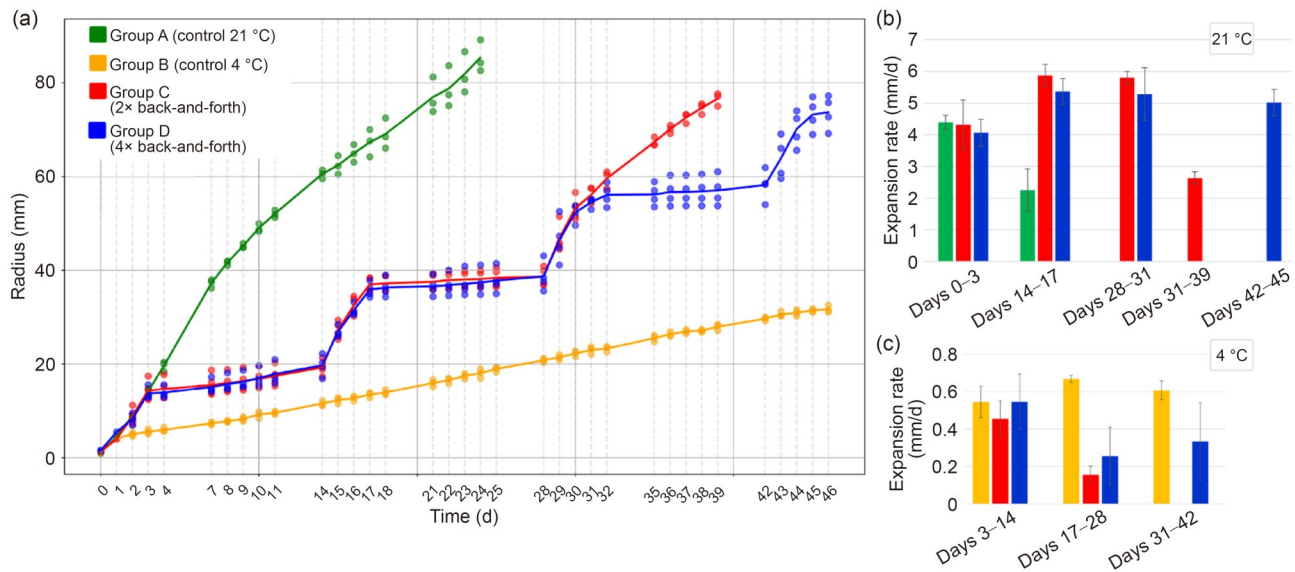 (a)
Group A (control 21 °C)
Group B (control 4 °C)
Group C
(2× back-and-forth)
Group D
(4× back-and-forth)
Radius (mm)
80
60
40
20
0
0 1 2 3 4 7 8 9 10 11 14 15 16 17 18 21 22 23 24 25 28 29 30 31 32 35 36 37 38 39 42 43 44 45 46
Time (d)
(b)
21 °C
Expansion rate (mm/d)
7
6
5
4
3
2
1
0
Days 0–3
Days 14–17
Days 28–31
Days 31–39
Days 42–45
(c)
4 °C
Expansion rate
(mm/d)
0.8
0.6
0.4
0.2
0
Days 3–14
Days 17–28
Days 31–42